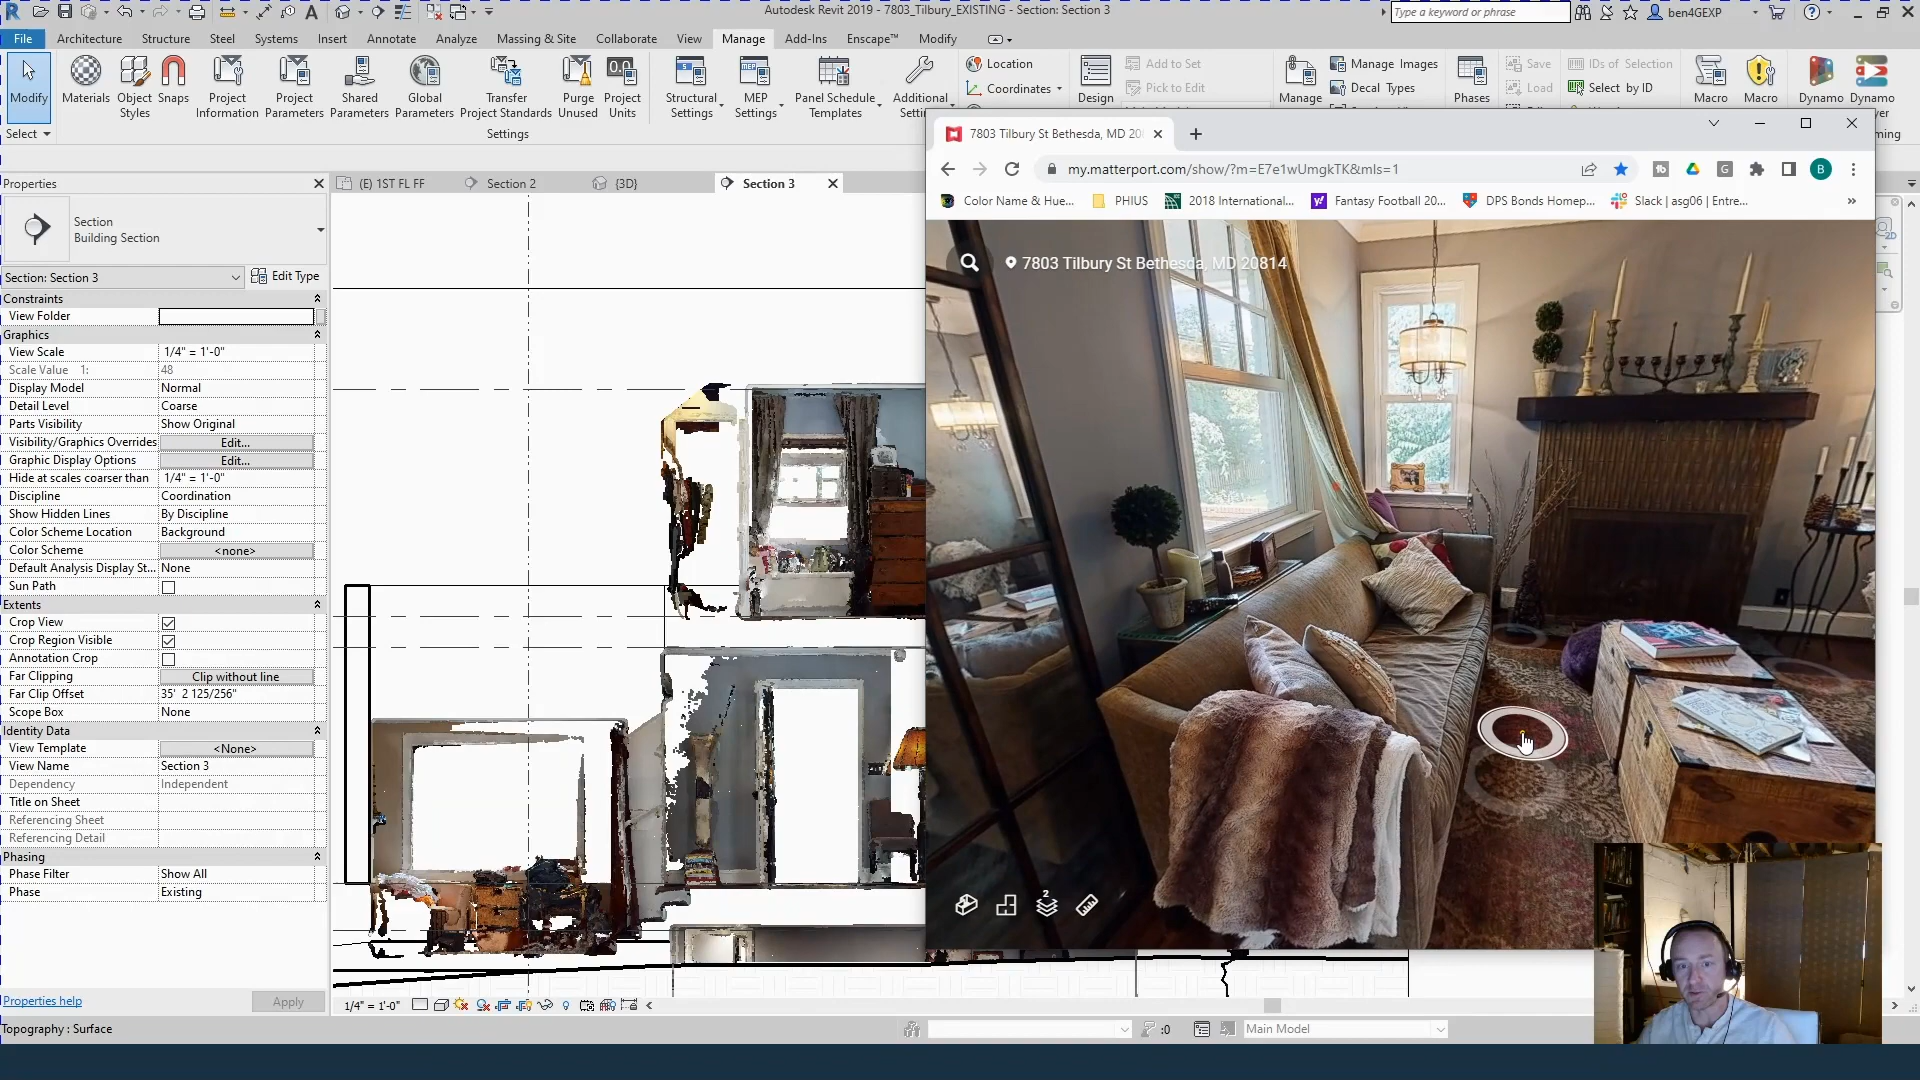 Autodesk Revit 2019 - 7803_Tilbury_EXISTING - Section: Section 3
Type a keyword or phrase
ben4GEXP
File Architecture Structure Steel Systems Insert Annotate Analyze Massing & Site Collaborate View Manage Add-Ins Enscape™ Modify
Modify
Materials
Object Styles
Snaps
Project Information
Project Parameters
Shared Parameters
Global Parameters
Transfer Project Standards
Purge Unused
Project Units
Structural Settings
MEP Settings
Panel Schedule Templates
Additional Settings
Location
Coordinates
Design
Add to Set
Pick to Edit
Manage
Manage Images
Decal Types
Phases
Save
Load
IDs of Selection
Select by ID
Macro
Macro
Dynamo
Dynamo
Select
Settings
Properties
(E) 1ST FL FF
Section 2
{3D}
Section 3
Section
Building Section
Section: Section 3
Edit Type
Constraints
View Folder
Graphics
View Scale 1/4" = 1'-0"
Scale Value 1: 48
Display Model Normal
Detail Level Coarse
Parts Visibility Show Original
Visibility/Graphics Overrides Edit...
Graphic Display Options Edit...
Hide at scales coarser than 1/4" = 1'-0"
Discipline Coordination
Show Hidden Lines By Discipline
Color Scheme Location Background
Color Scheme <none>
Default Analysis Display St... None
Sun Path
Extents
Crop View
Crop Region Visible
Annotation Crop
Far Clipping Clip without line
Far Clip Offset 35' 2 125/256"
Scope Box None
Identity Data
View Template <None>
View Name Section 3
Dependency Independent
Title on Sheet
Referencing Sheet
Referencing Detail
Phasing
Phase Filter Show All
Phase Existing
Properties help
Apply
7803 Tilbury St Bethesda, MD 20
my.matterport.com/show/?m=E7e1wUmgkTK&mls=1
B
Color Name & Hue...
PHIUS
2018 International...
Fantasy Football 20...
DPS Bonds Homep...
Slack | asg06 | Entre...
7803 Tilbury St Bethesda, MD 20814
2
1/4" = 1'-0"
Topography : Surface
:0
Main Model